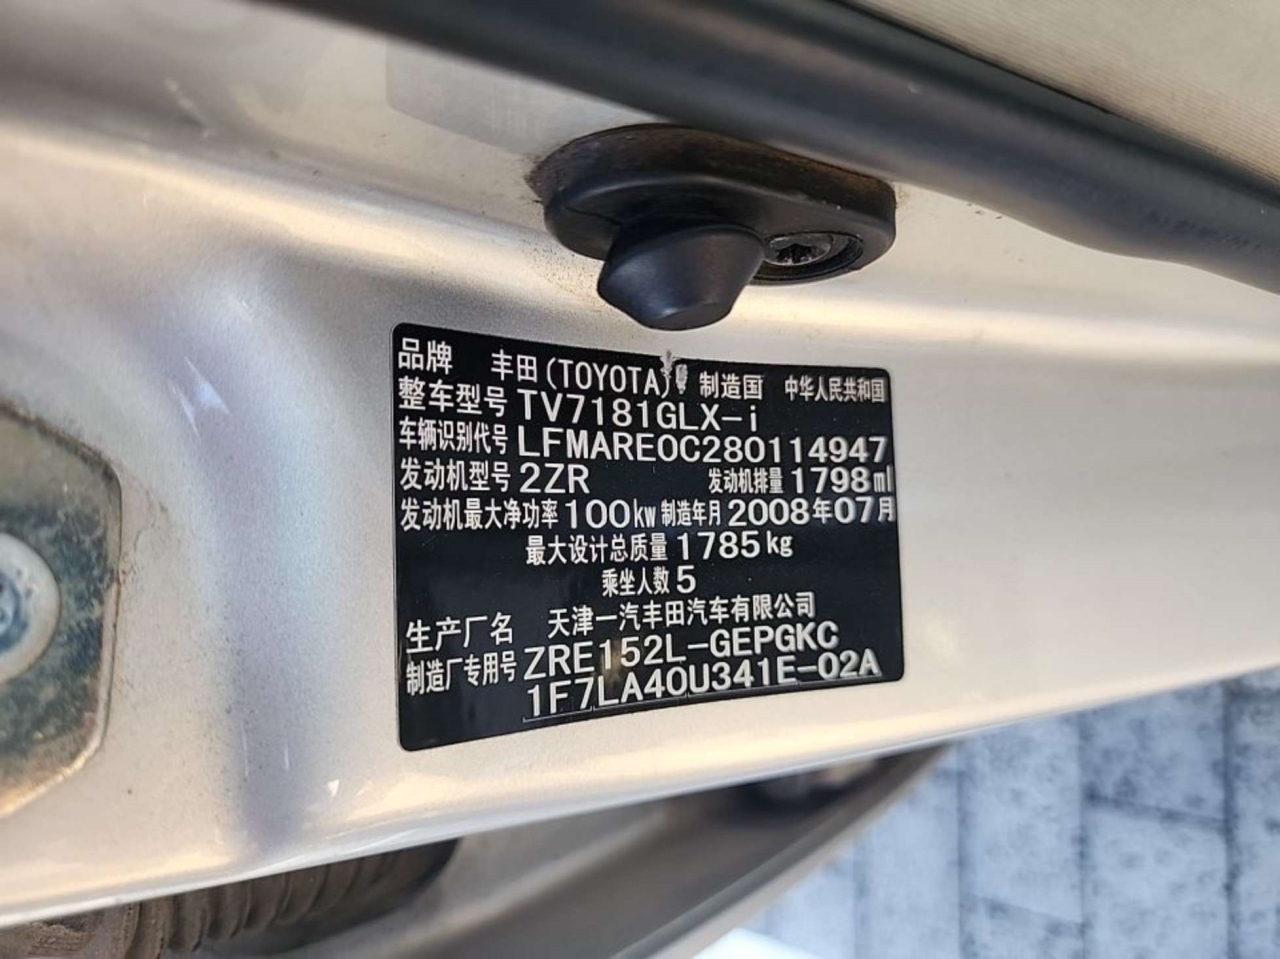 品牌 丰田(TOYOTA) 制造国 中华人民共和国
整车型号 TV7181GLX-i
车辆识别代号 LFMARE0C280114947
发动机型号 2ZR 发动机排量 1798ml
发动机最大净功率 100kw 制造年月 2008年07月
最大设计总质量 1785kg
乘坐人数 5
生产厂名 天津一汽丰田汽车有限公司
制造厂专用号 ZRE152L-GEPGKC
1F7LA40U341E-02A